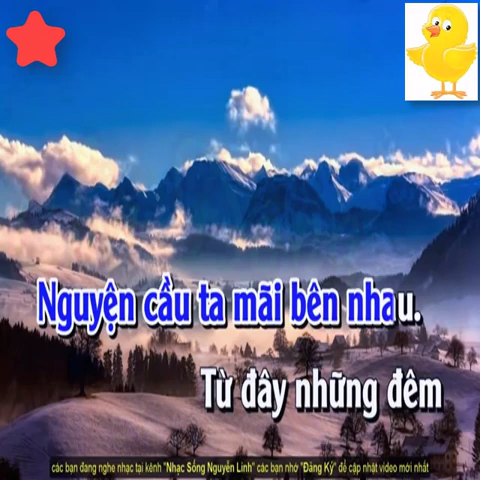 Nguyện cầu ta mãi bên nhau.
Từ đây những đêm
các bạn đang nghe nhạc tại kênh "Nhạc Sống Nguyễn Linh" các bạn nhớ "Đăng Ký" để cập nhật video mới nhất